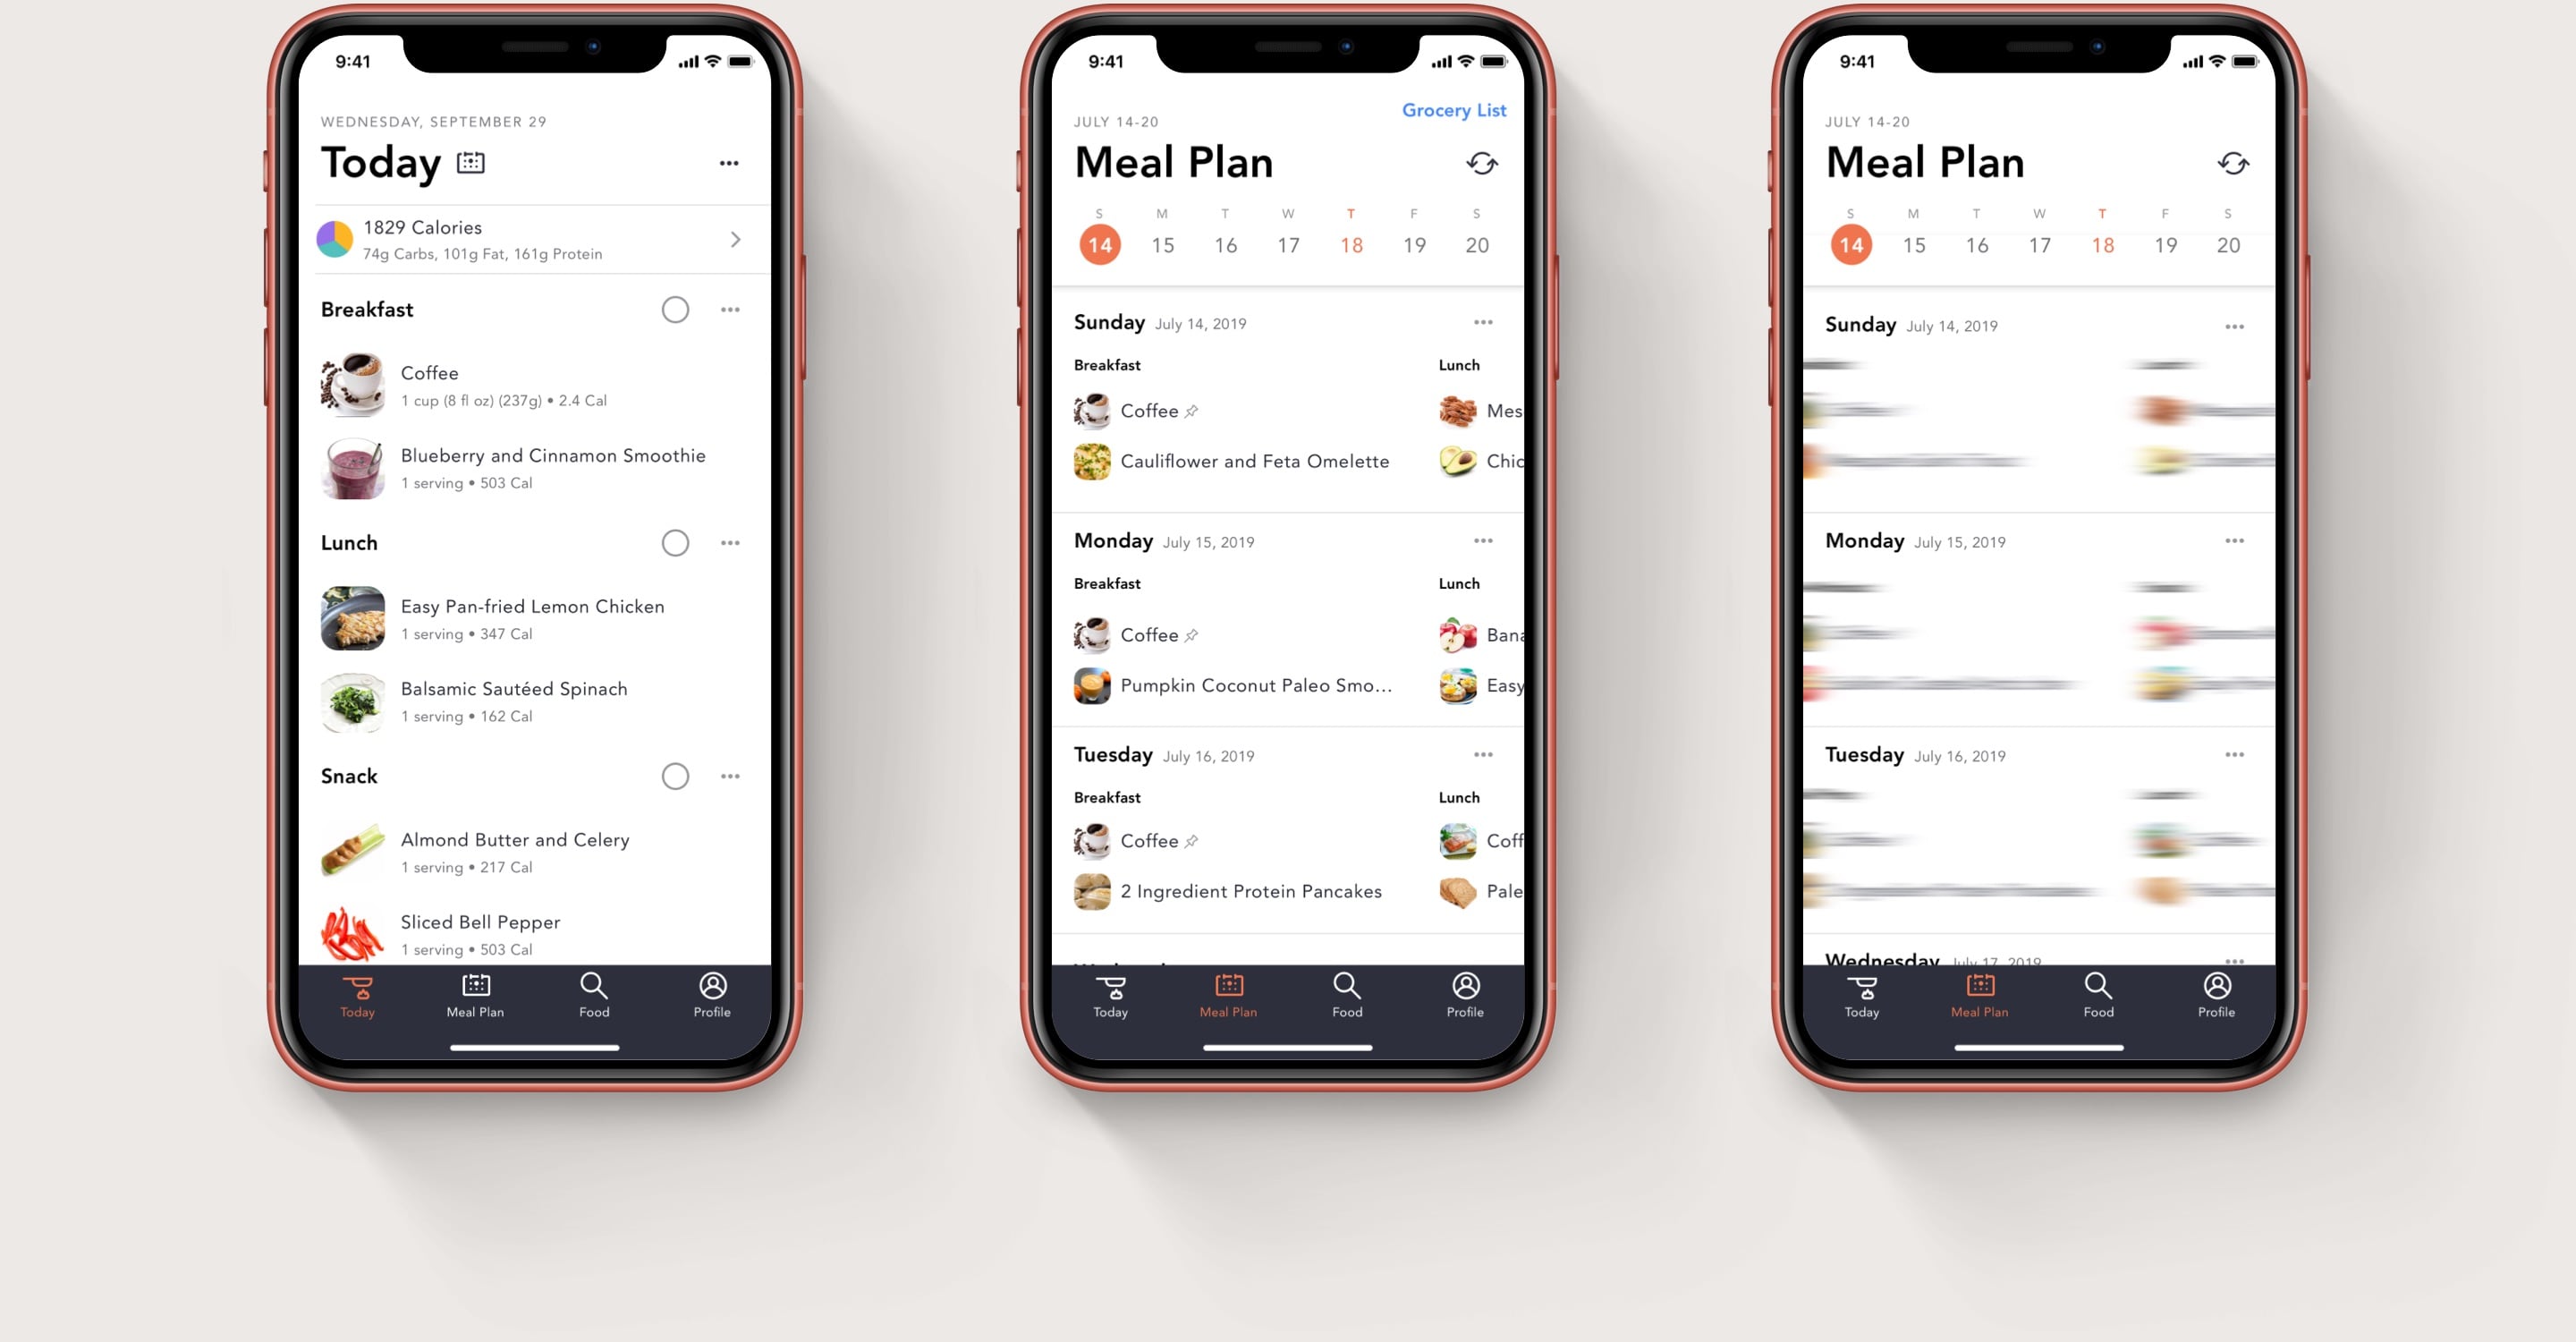 9:41
WEDNESDAY, SEPTEMBER 29
Today
1829 Calories
74g Carbs, 101g Fat, 161g Protein
Breakfast
Coffee
1 cup (8 fl oz) (237g) • 2.4 Cal
Blueberry and Cinnamon Smoothie
1 serving • 503 Cal
Lunch
Easy Pan-fried Lemon Chicken
1 serving • 347 Cal
Balsamic Sautéed Spinach
1 serving • 162 Cal
Snack
Almond Butter and Celery
1 serving • 217 Cal
Sliced Bell Pepper
1 serving • 503 Cal
Today Meal Plan Food Profile
9:41
Grocery List
JULY 14-20
Meal Plan
S M T W T F S
14 15 16 17 18 19 20
Sunday July 14, 2019
Breakfast Lunch
Coffee Mes
Cauliflower and Feta Omelette Chic
Monday July 15, 2019
Breakfast Lunch
Coffee Bana
Pumpkin Coconut Paleo Smo... Easy
Tuesday July 16, 2019
Breakfast Lunch
Coffee Coff
2 Ingredient Protein Pancakes Pale
Today Meal Plan Food Profile
9:41
JULY 14-20
Meal Plan
S M T W T F S
14 15 16 17 18 19 20
Sunday July 14, 2019
Monday July 15, 2019
Tuesday July 16, 2019
Wednesday July 17, 2019
Today Meal Plan Food Profile